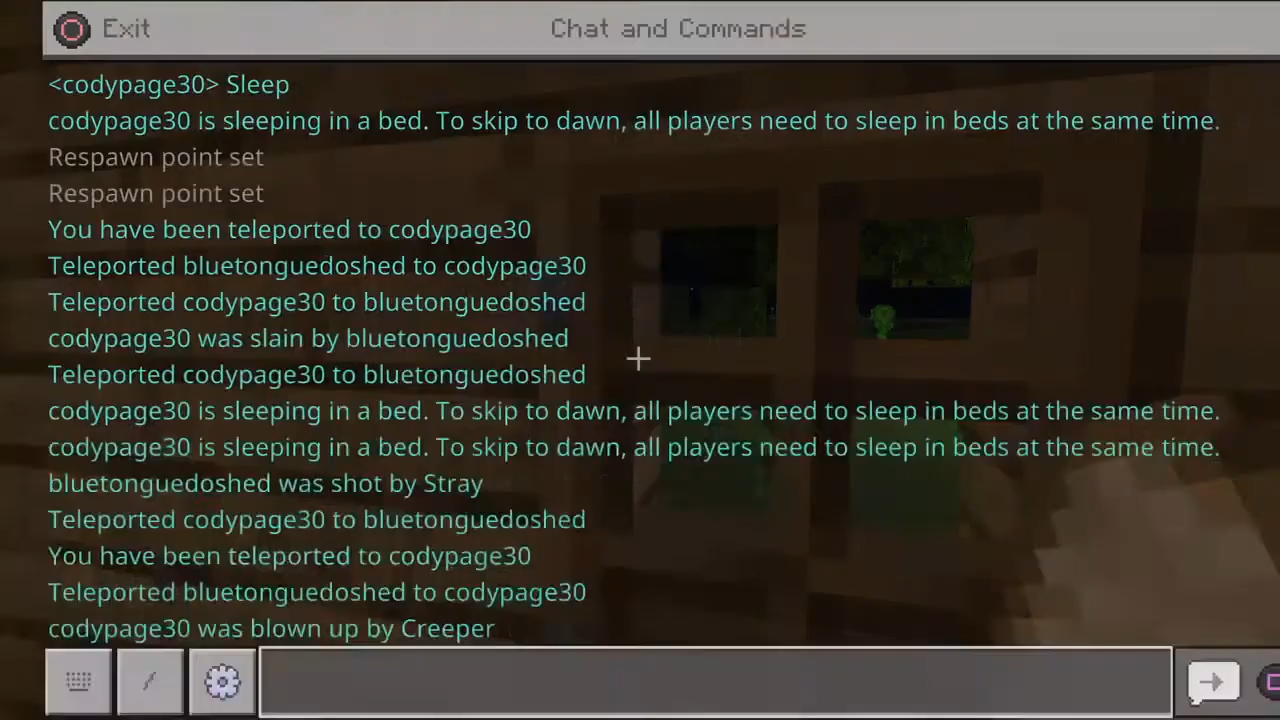 Exit
Chat and Commands
<codypage30> Sleep
codypage30 is sleeping in a bed. To skip to dawn, all players need to sleep in beds at the same time.
Respawn point set
Respawn point set
You have been teleported to codypage30
Teleported bluetonguedoshed to codypage30
Teleported codypage30 to bluetonguedoshed
codypage30 was slain by bluetonguedoshed
Teleported codypage30 to bluetonguedoshed
codypage30 is sleeping in a bed. To skip to dawn, all players need to sleep in beds at the same time.
codypage30 is sleeping in a bed. To skip to dawn, all players need to sleep in beds at the same time.
bluetonguedoshed was shot by Stray
Teleported codypage30 to bluetonguedoshed
You have been teleported to codypage30
Teleported bluetonguedoshed to codypage30
codypage30 was blown up by Creeper